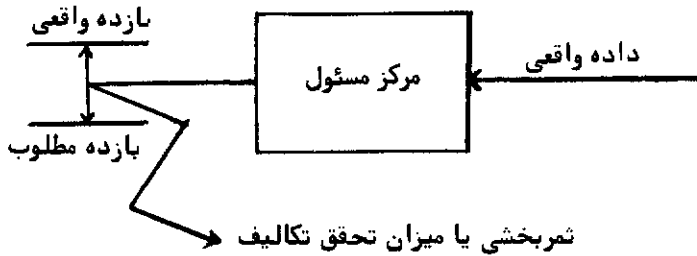 بازده واقعی
داده واقعی
مرکز مسئول
بازده مطلوب
ثمربخشی یا میزان تحقق تکالیف